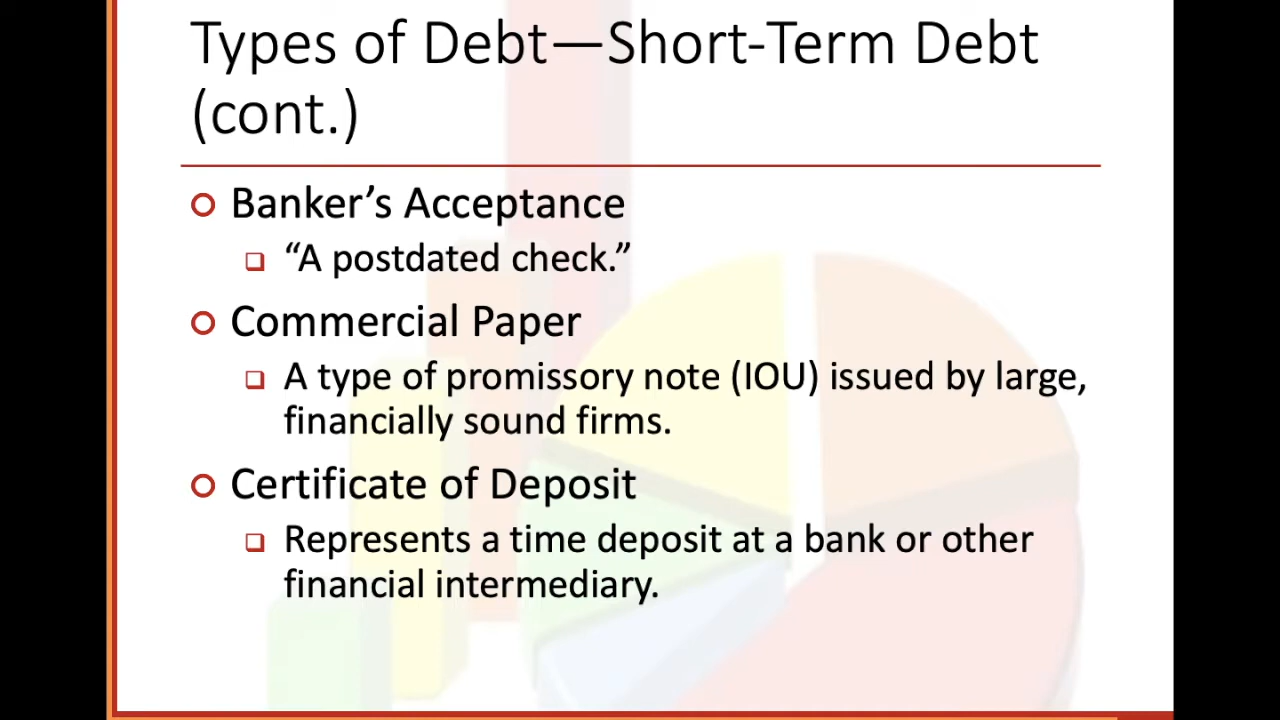 Types of Debt—Short-Term Debt
(cont.)
Banker’s Acceptance
“A postdated check.”
Commercial Paper
A type of promissory note (IOU) issued by large,
financially sound firms.
Certificate of Deposit
Represents a time deposit at a bank or other
financial intermediary.